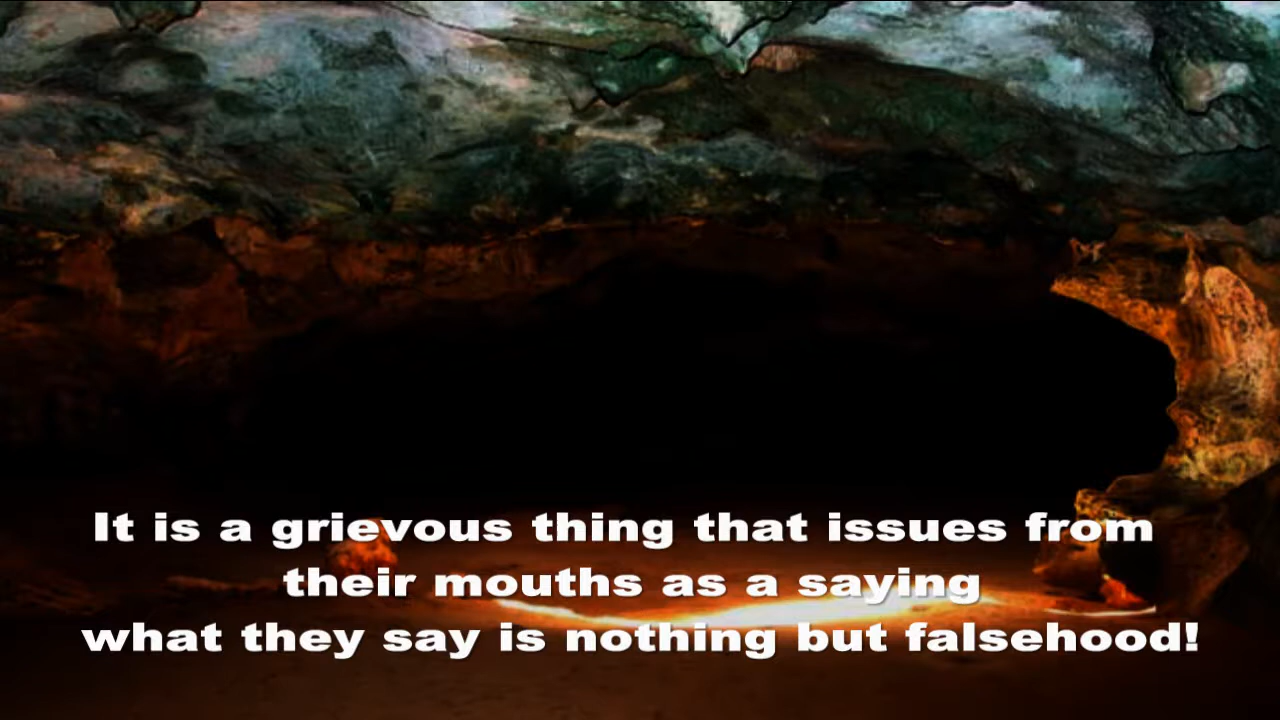 It is a grievous thing that issues from
their mouths as a saying
what they say is nothing but falsehood!